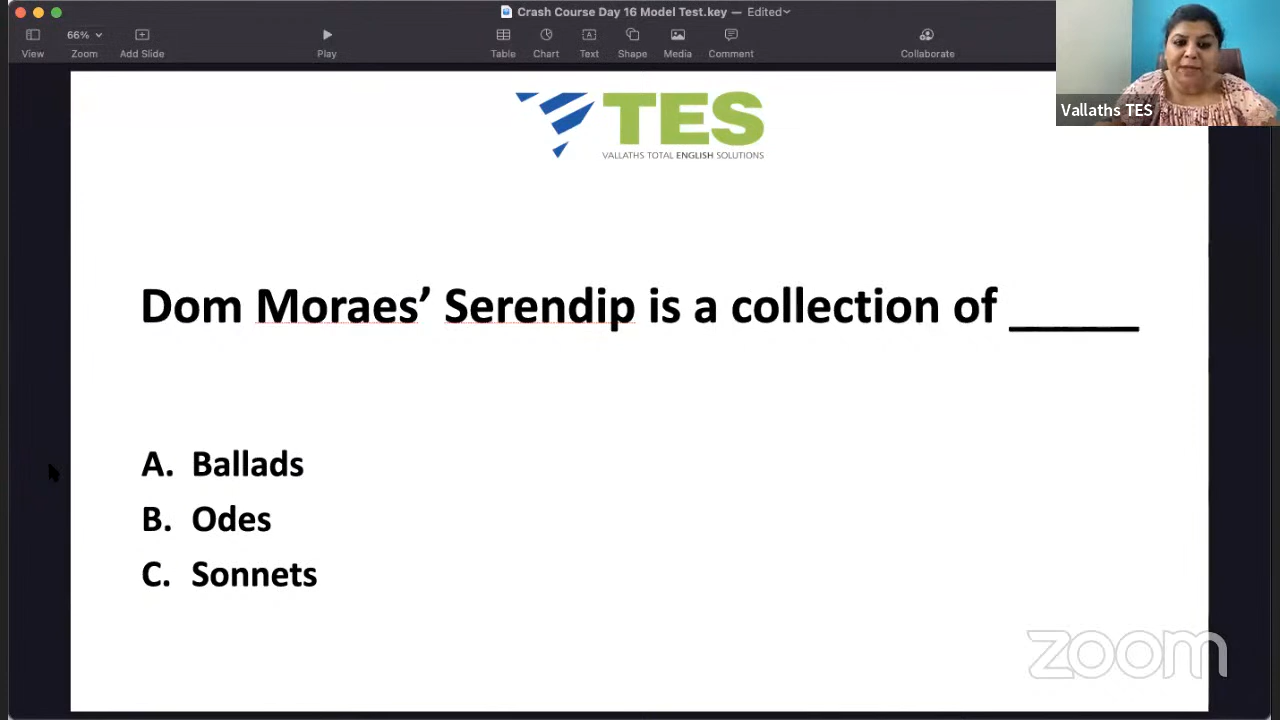 Crash Course Day 16 Model Test.key — Edited
66%
View
Zoom
Add Slide
Play
Table
Chart
Text
Shape
Media
Comment
Collaborate
Vallaths TES
TES
VALLATHS TOTAL ENGLISH SOLUTIONS
Dom Moraes’ Serendip is a collection of ______
A. Ballads
B. Odes
C. Sonnets
zoom